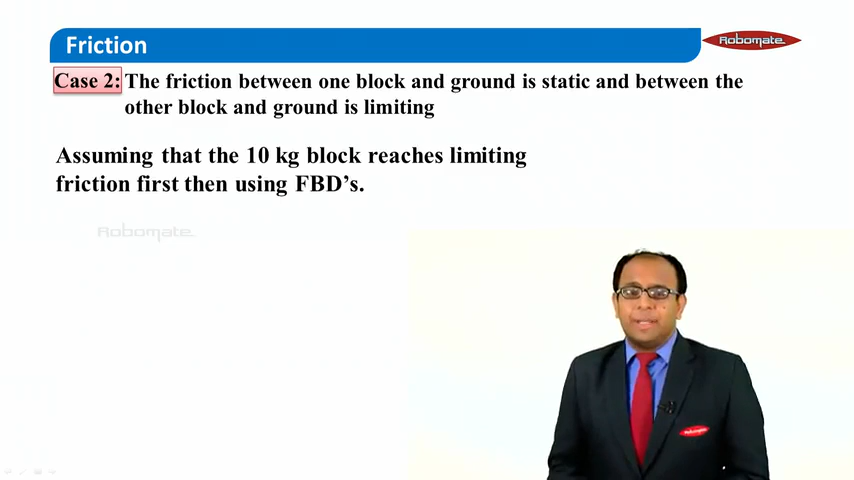 Friction
Robomate
Case 2: The friction between one block and ground is static and between the
other block and ground is limiting
Assuming that the 10 kg block reaches limiting
friction first then using FBD's.
Robomate
Robomate